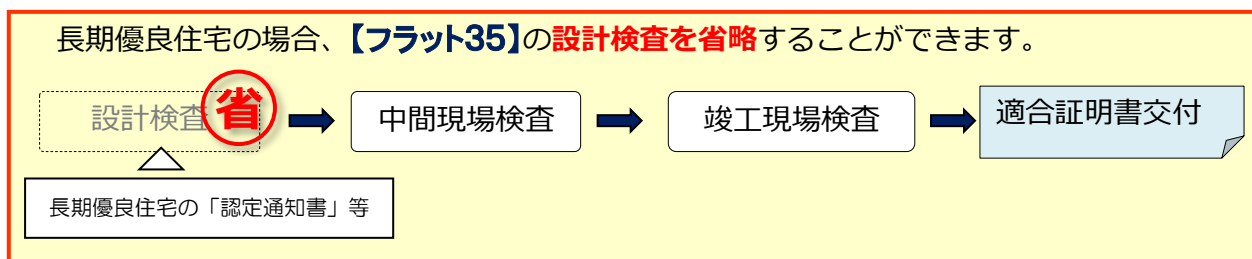 長期優良住宅の場合、【フラット35】の設計検査を省略することができます。
設計検査 省 中間現場検査 竣工現場検査 適合証明書交付
長期優良住宅の「認定通知書」等